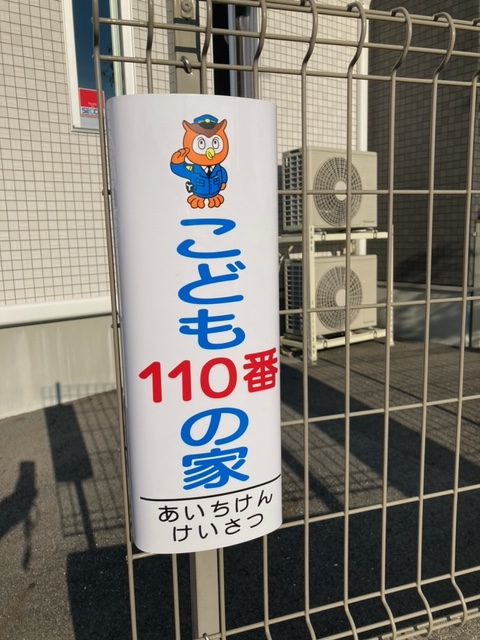 こども
110番
の家
あいちけん
けいさつ